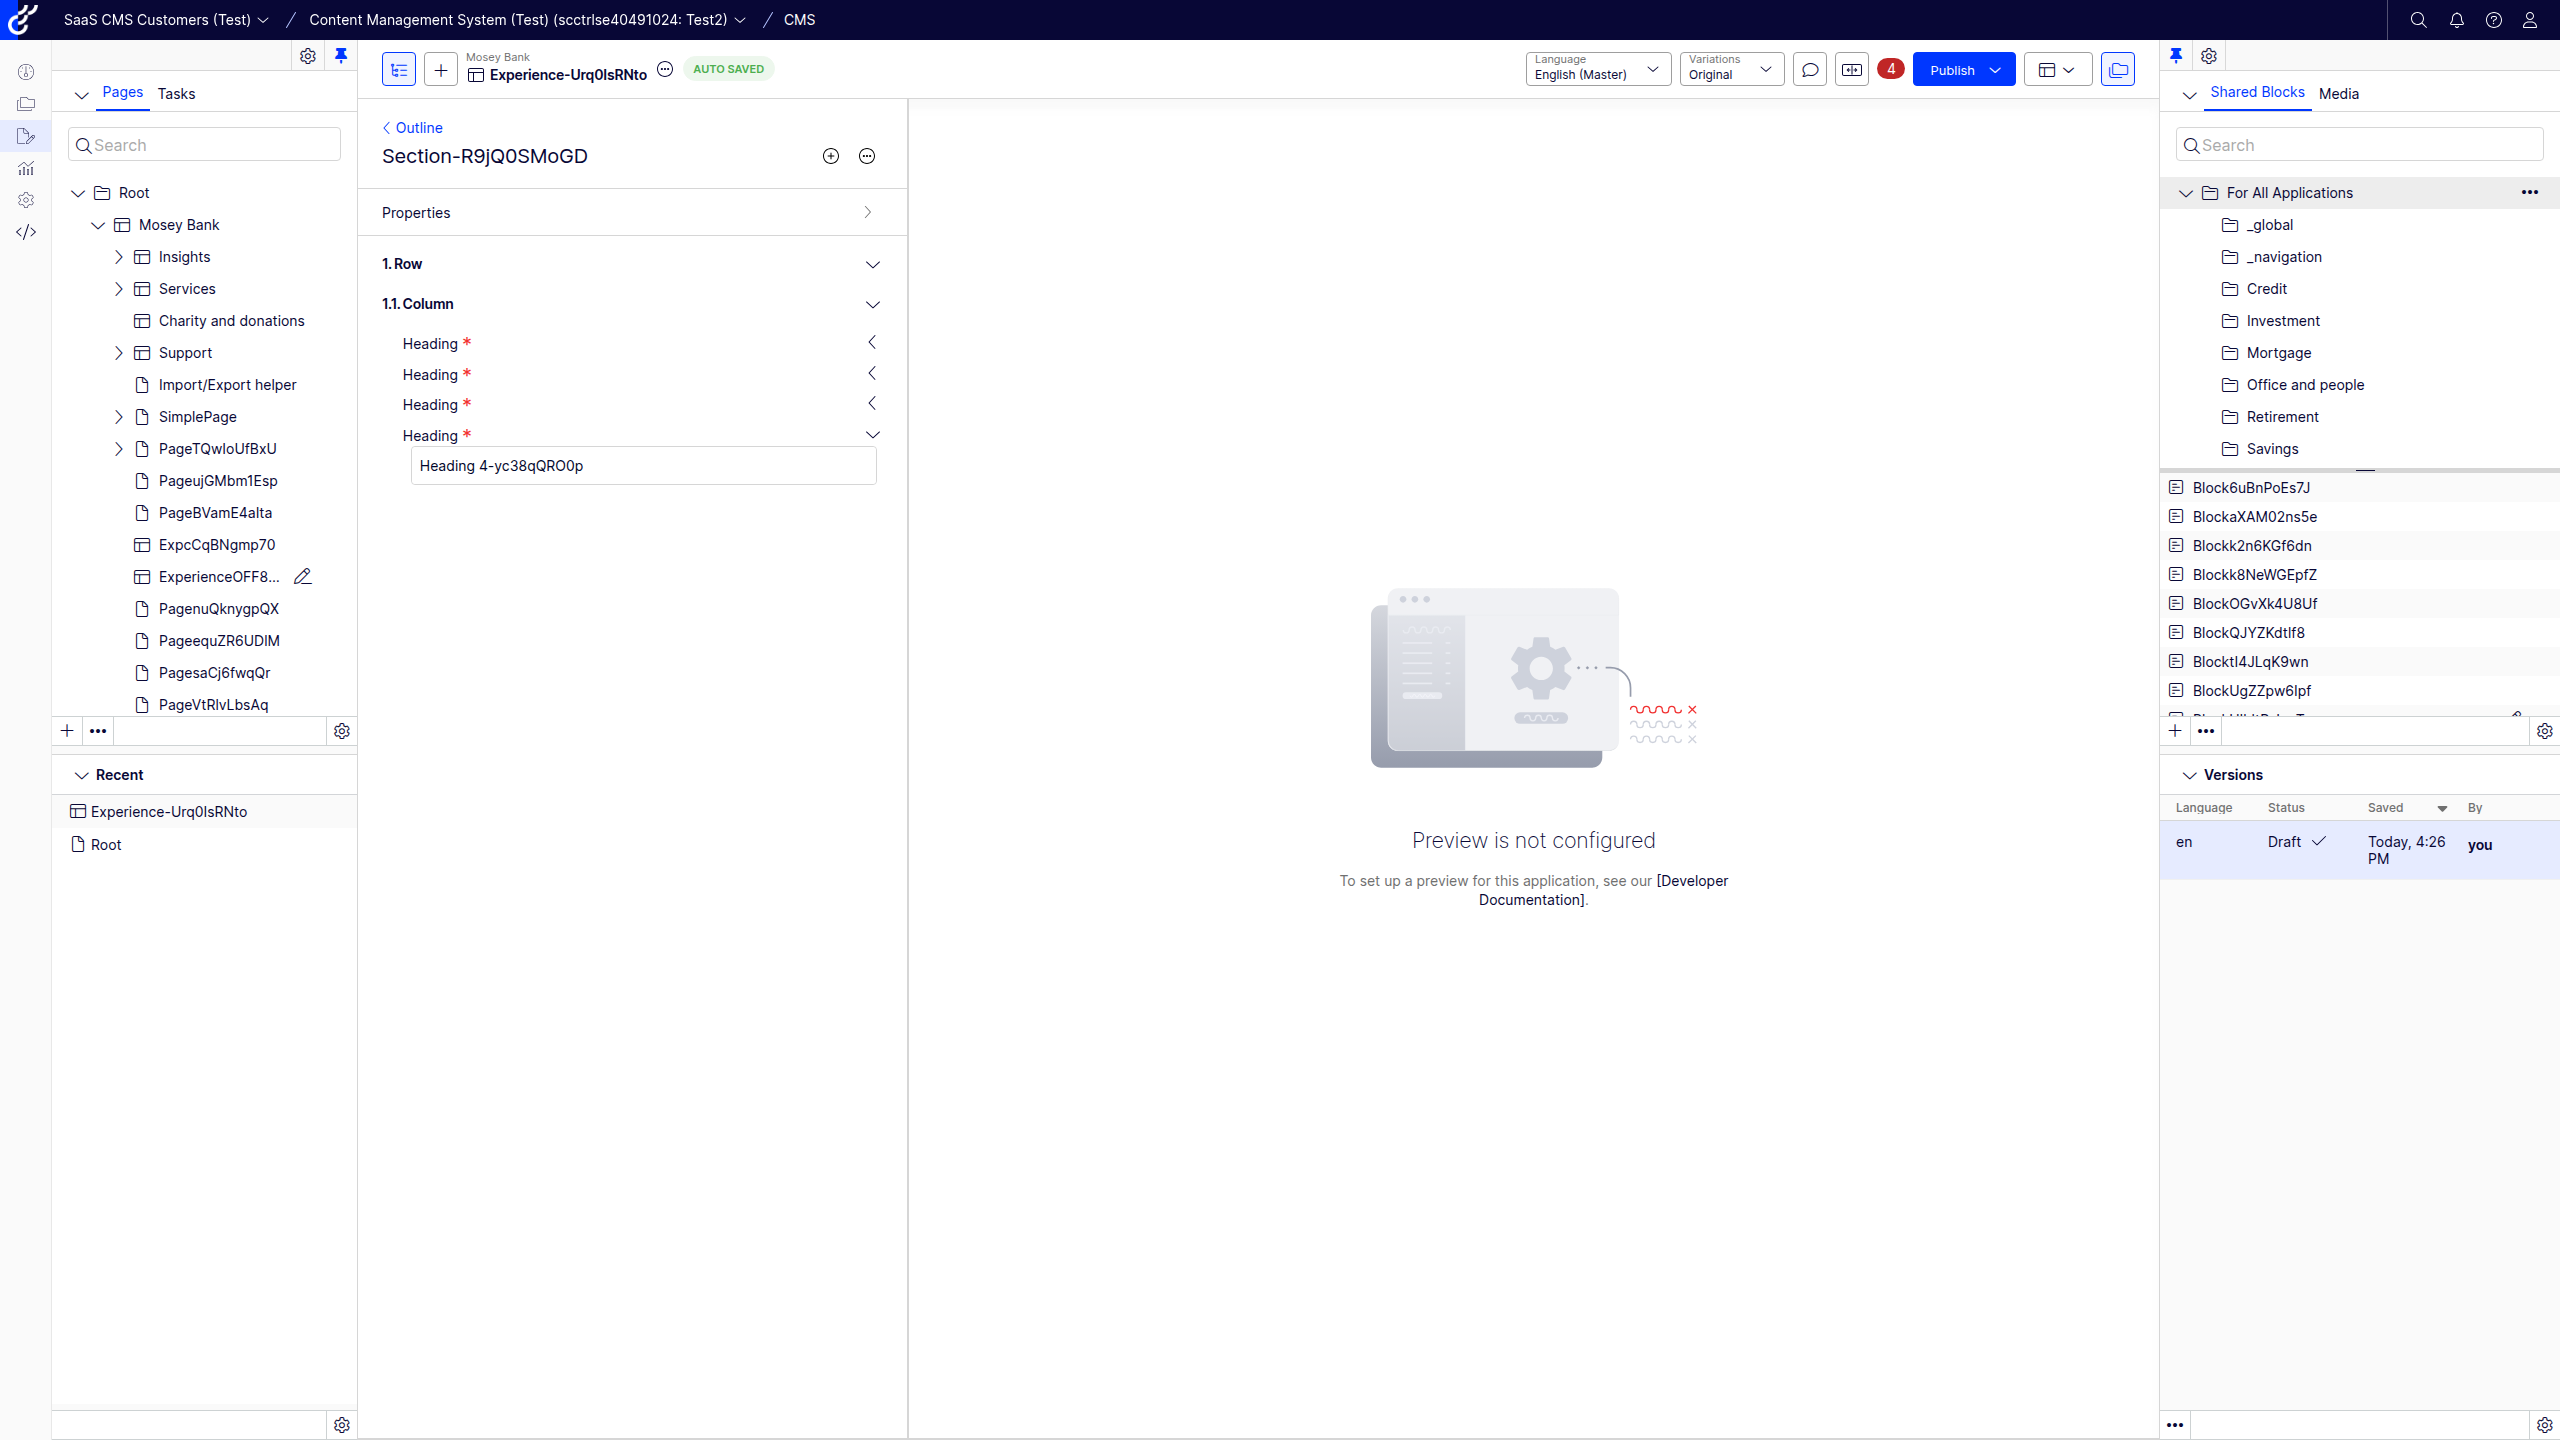 SaaS CMS Customers (Test)
Content Management System (Test) (scctrlse40491024: Test2)
CMS
Pages
Tasks
Search
Root
Mosey Bank
Insights
Services
Charity and donations
Support
Import/Export helper
SimplePage
PageTQwIoUfBxU
PageujGMbm1Esp
PageBVamE4aIta
ExpcCqBNgmp70
ExperienceOFF8...
PagenuQknygpQX
PageequZR6UDIM
PagesaCj6fwqQr
PageVtRlvLbsAq
Recent
Experience-Urq0IsRNto
Root
Mosey Bank
Experience-Urq0IsRNto
AUTO SAVED
Language
English (Master)
Variations
Original
4
Publish
Outline
Section-R9jQ0SMoGD
Properties
1. Row
1.1. Column
Heading *
Heading *
Heading *
Heading *
Heading 4-yc38qQRO0p
Preview is not configured
To set up a preview for this application, see our [Developer
Documentation].
Shared Blocks
Media
Search
For All Applications
_global
_navigation
Credit
Investment
Mortgage
Office and people
Retirement
Savings
Block6uBnPoEs7J
BlockaXAM02ns5e
Blockk2n6KGf6dn
Blockk8NeWGEpfZ
BlockOGvXk4U8Uf
BlockQJYZKdtIf8
BlocktI4JLqK9wn
BlockUgZZpw6Ipf
Versions
Language
Status
Saved
By
en
Draft
Today, 4:26
PM
you